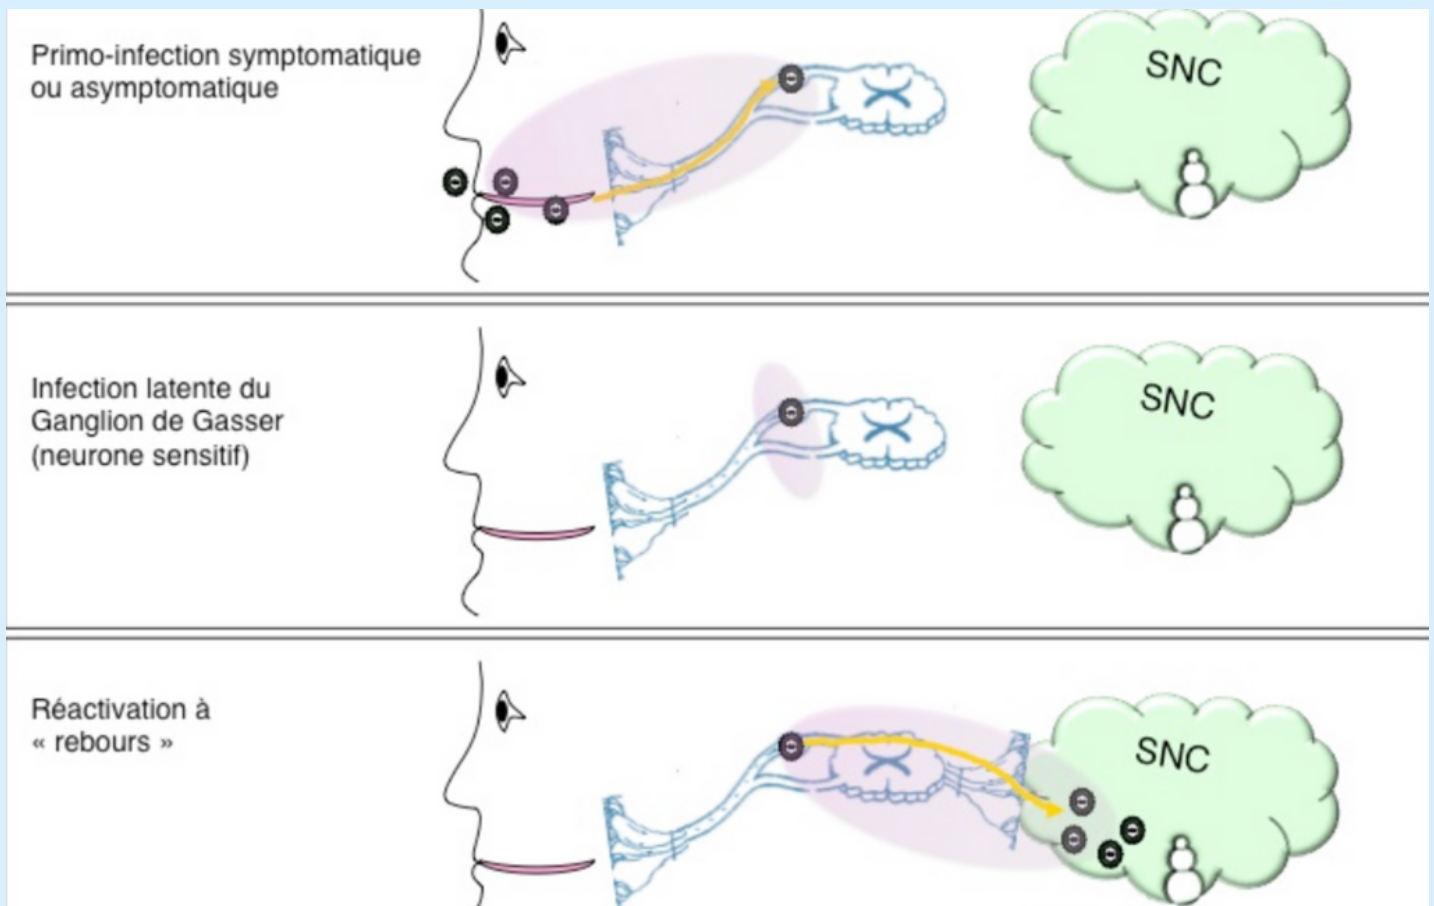 Primo-infection symptomatique
ou asymptomatique
SNC
Infection latente du
Ganglion de Gasser
(neurone sensitif)
SNC
Réactivation à
« rebours »
SNC